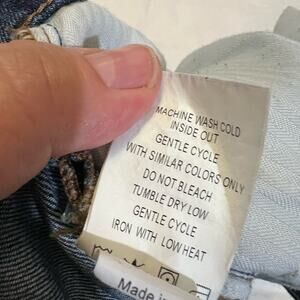 MACHINE WASH COLD
INSIDE OUT
GENTLE CYCLE
WITH SIMILAR COLORS ONLY
DO NOT BLEACH
TUMBLE DRY LOW
GENTLE CYCLE
IRON WITH LOW HEAT
Made in